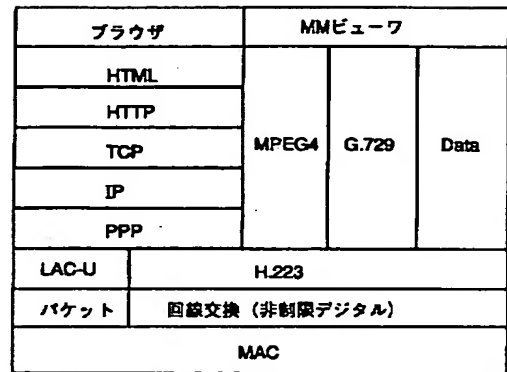 ブラウザ MMビューワ
HTML
HTTP
TCP MPEG4 G.729 Data
IP
PPP
LAC-U H.223
パケット 回線交換（非制限デジタル）
MAC